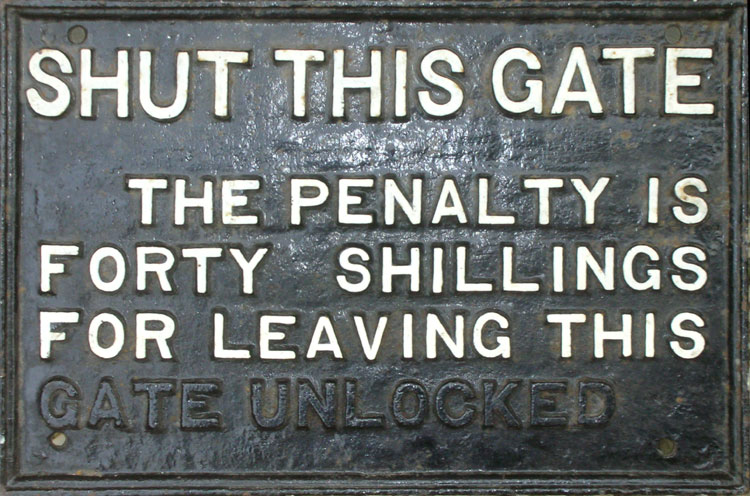 SHUT THIS GATE
THE PENALTY IS
FORTY SHILLINGS
FOR LEAVING THIS
GATE UNLOCKED